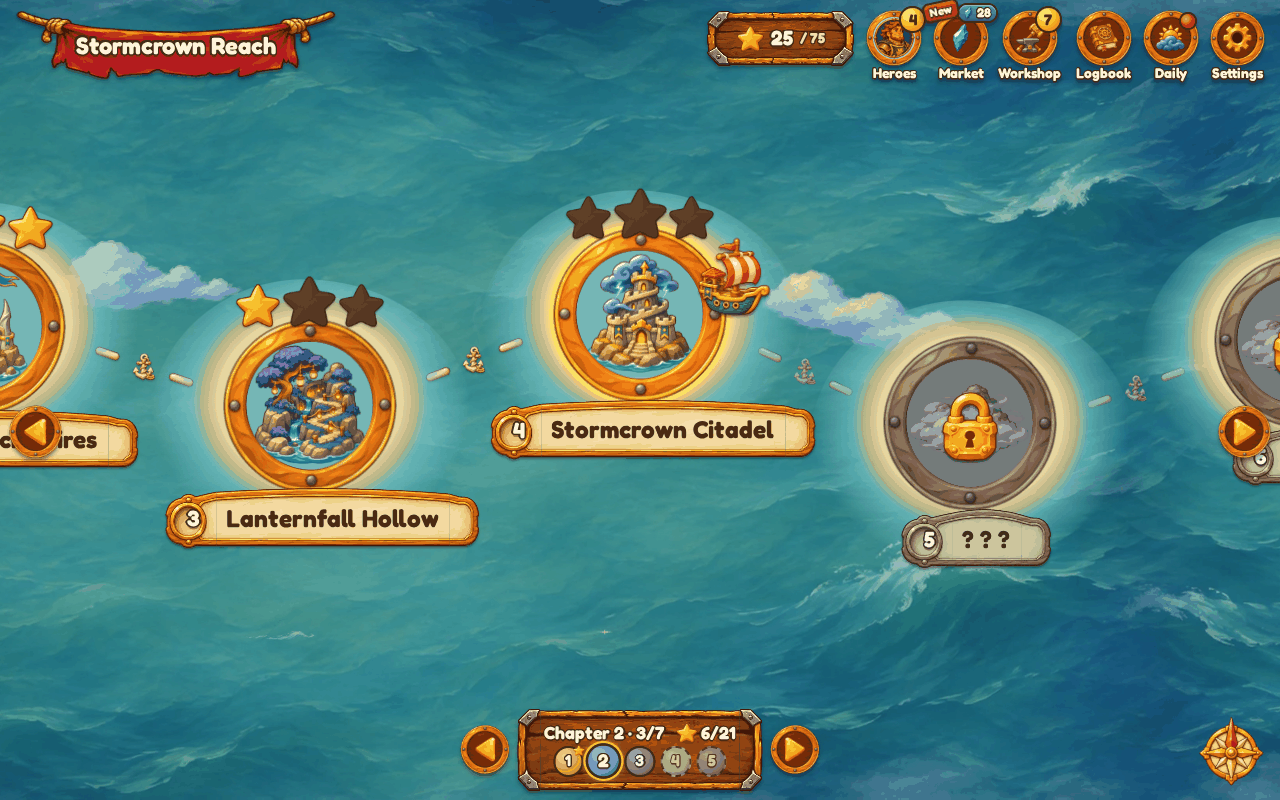 Stormcrown Reach
25 / 75
4
New
28
7
Heroes
Market
Workshop
Logbook
Daily
Settings
4 Stormcrown Citadel
3 Lanternfall Hollow
5 ? ? ?
6
Chapter 2 · 3/7 6/21
1 2 3 4 5